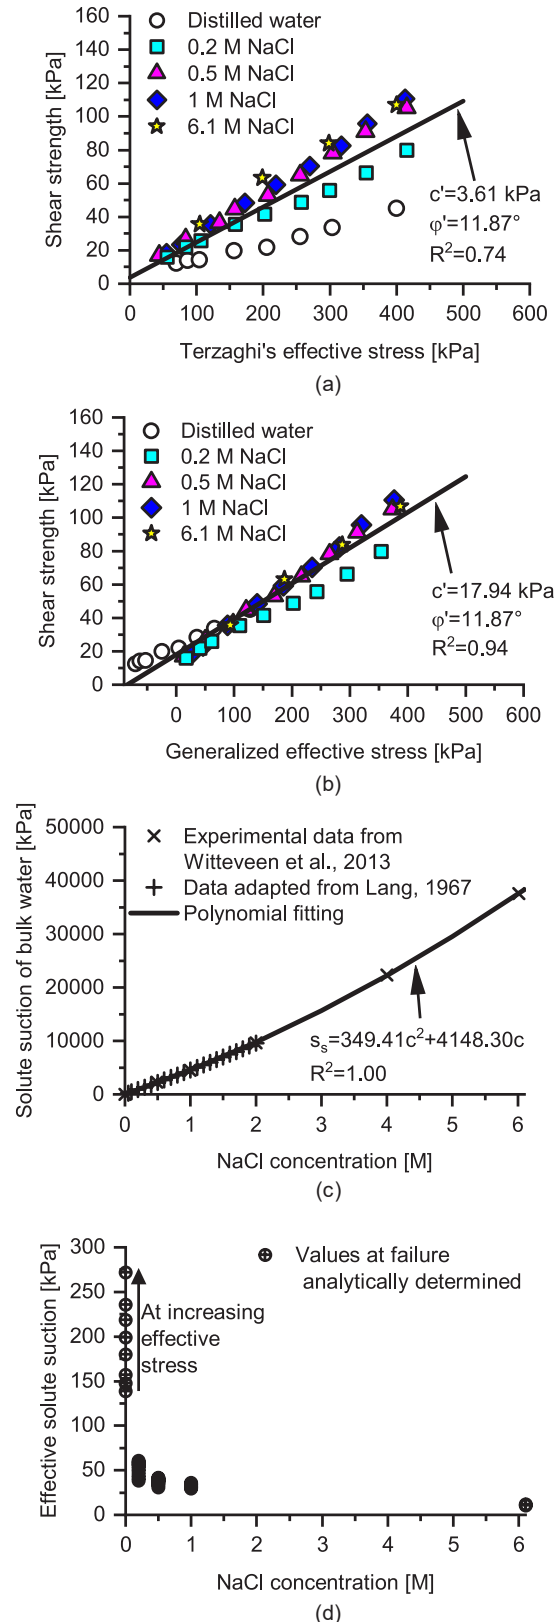 160
140
120
100
80
60
40
20
0
Shear strength [kPa]
Distilled water
0.2 M NaCl
0.5 M NaCl
1 M NaCl
6.1 M NaCl
c'=3.61 kPa
φ'=11.87°
R²=0.74
0 100 200 300 400 500 600
Terzaghi's effective stress [kPa]
(a)
160
140
120
100
80
60
40
20
0
Shear strength [kPa]
Distilled water
0.2 M NaCl
0.5 M NaCl
1 M NaCl
6.1 M NaCl
c'=17.94 kPa
φ'=11.87°
R²=0.94
0 100 200 300 400 500 600
Generalized effective stress [kPa]
(b)
50000
40000
30000
20000
10000
0
Solute suction of bulk water [kPa]
Experimental data from
Witteveen et al., 2013
Data adapted from Lang, 1967
Polynomial fitting
sₛ=349.41c²+4148.30c
R²=1.00
0 1 2 3 4 5 6
NaCl concentration [M]
(c)
300
250
200
150
100
50
0
Effective solute suction [kPa]
Values at failure
analytically determined
At increasing
effective
stress
0 1 2 3 4 5 6
NaCl concentration [M]
(d)